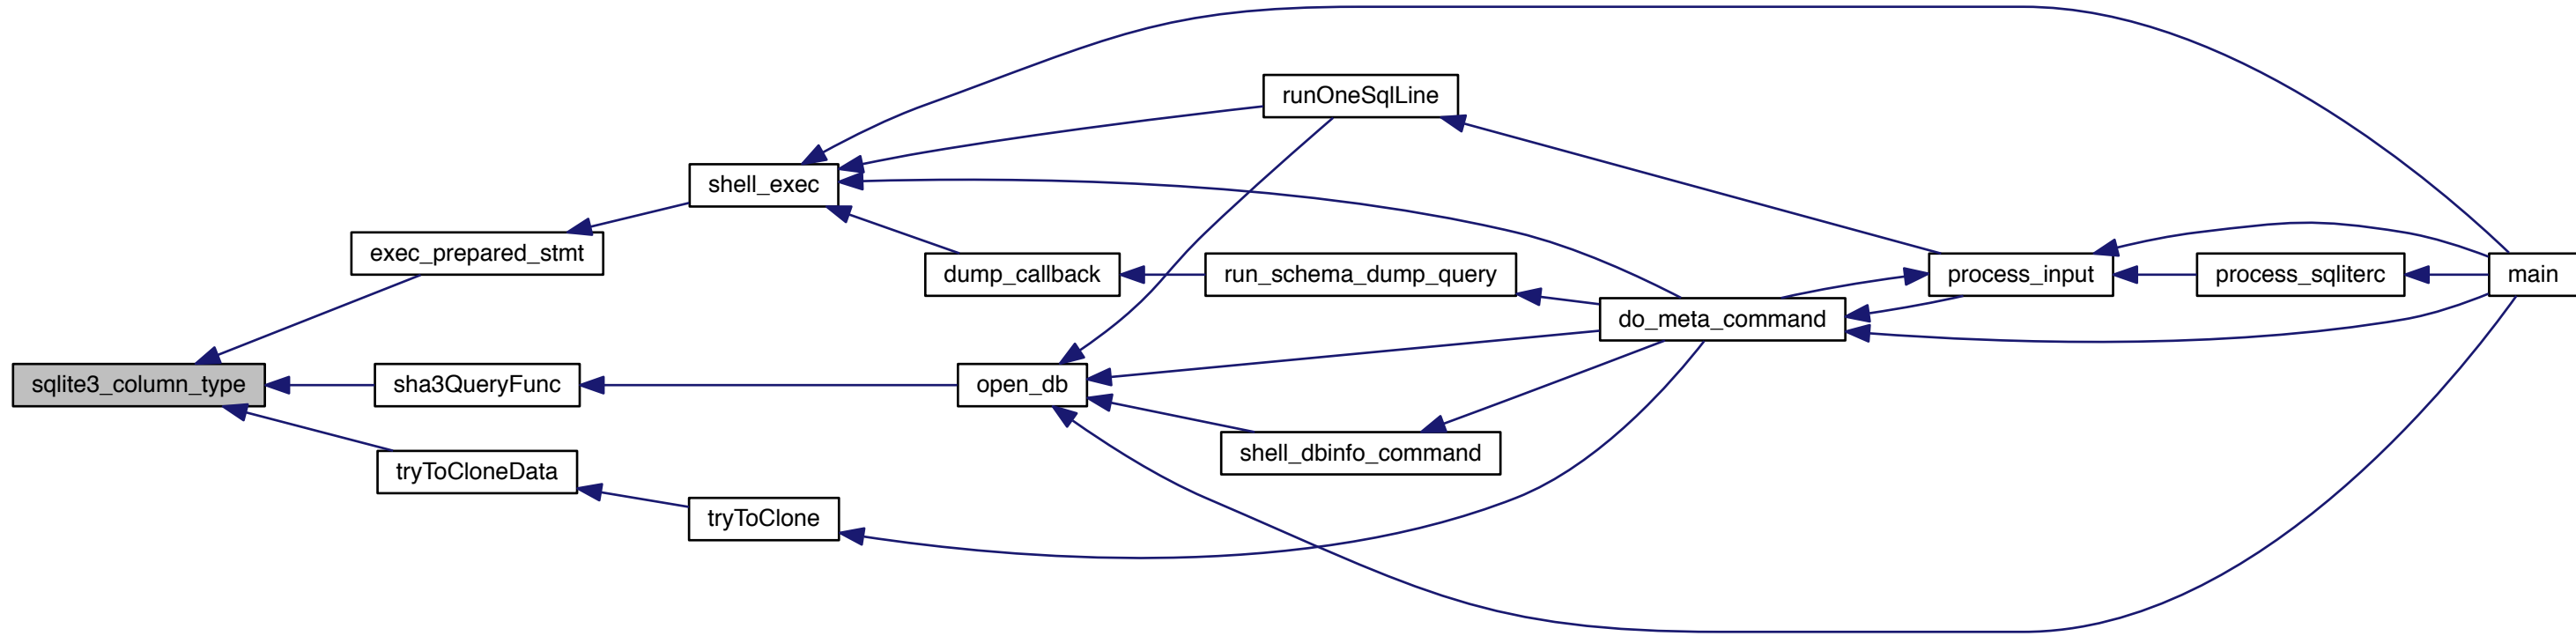 runOneSqlLine
shell_exec
exec_prepared_stmt
dump_callback
run_schema_dump_query
process_input
process_sqliterc
main
do_meta_command
sqlite3_column_type
sha3QueryFunc
open_db
shell_dbinfo_command
tryToCloneData
tryToClone